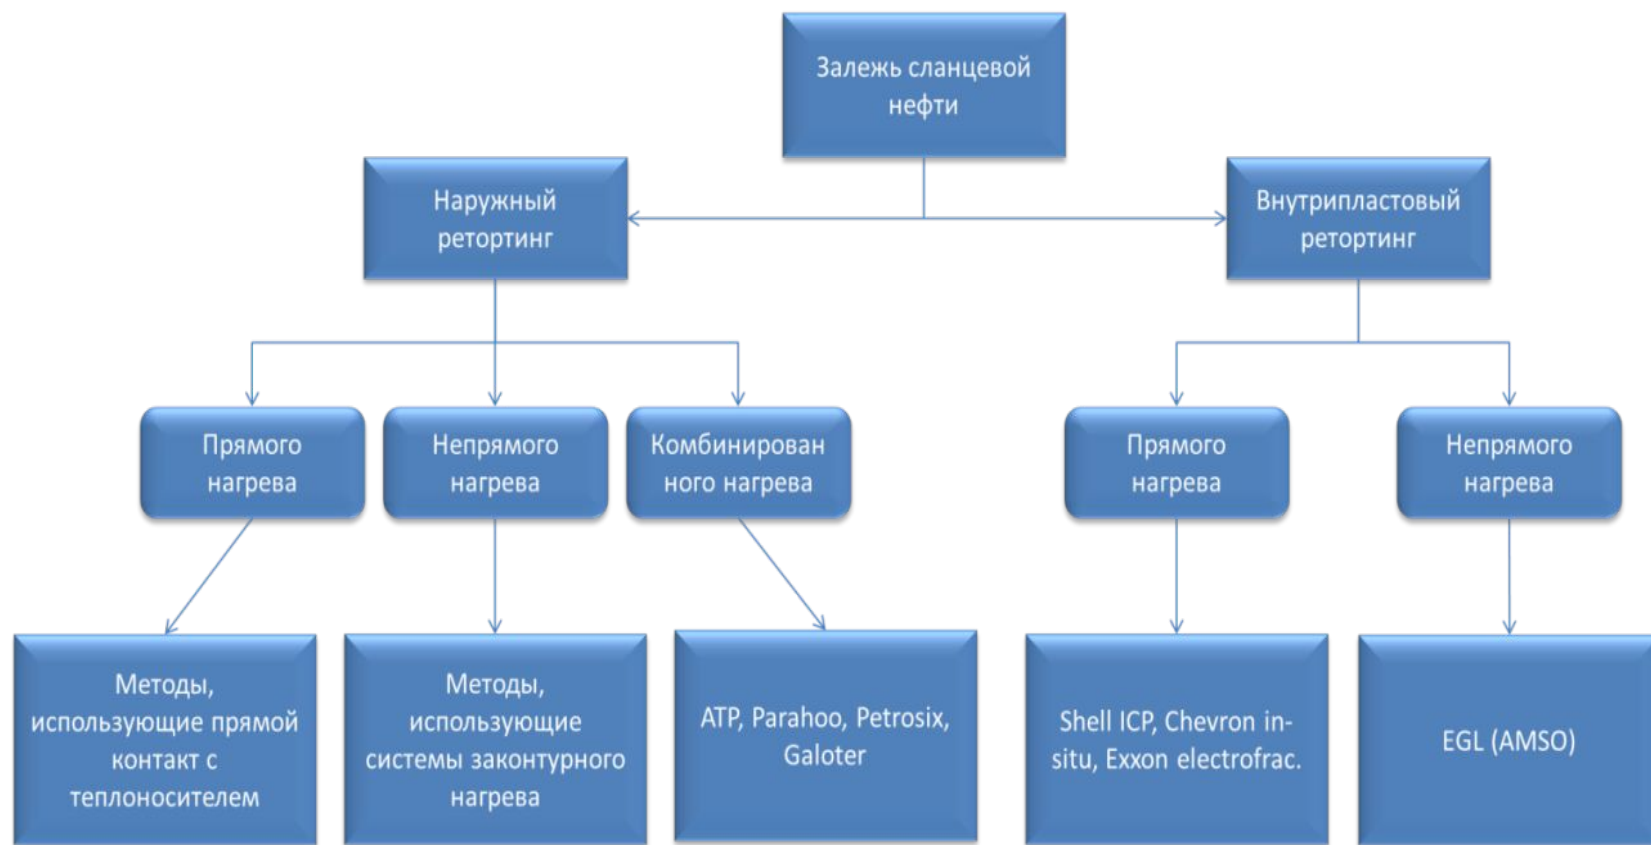 Залежь сланцевой
нефти
Наружный
ретортинг
Внутрипластовый
ретортинг
Прямого
нагрева
Непрямого
нагрева
Комбинирован
ного нагрева
Прямого
нагрева
Непрямого
нагрева
Методы,
использующие прямой
контакт с
теплоносителем
Методы,
использующие
системы законтурного
нагрева
ATP, Parahoo, Petrosix,
Galoter
Shell ICP, Chevron in-
situ, Exxon electrofrac.
EGL (AMSO)